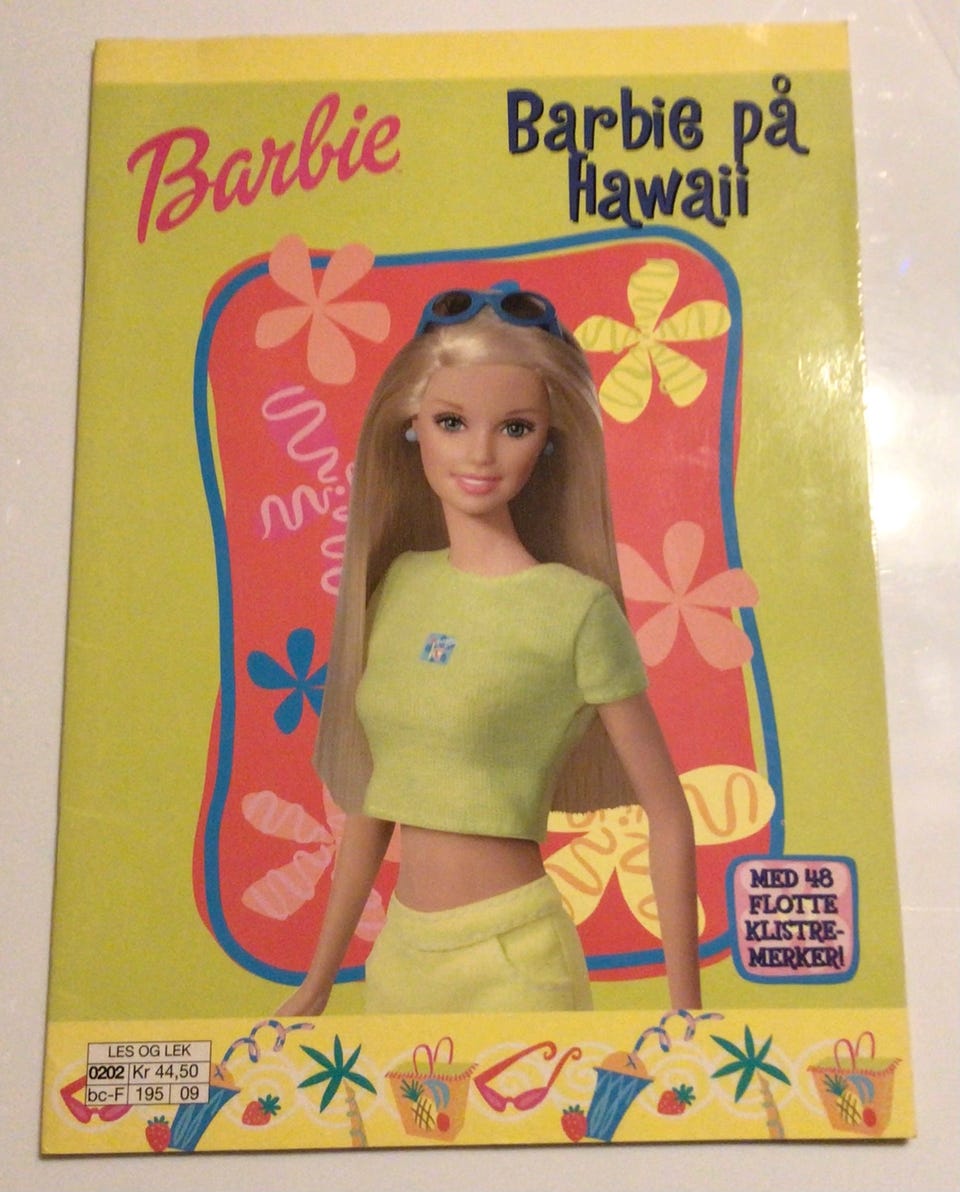 Barbie
Barbie på
Hawaii
MED 48
FLOTTE
KLISTRE-
MERKER!
LES OG LEK
0202 Kr 44,50
bc-F 195 09